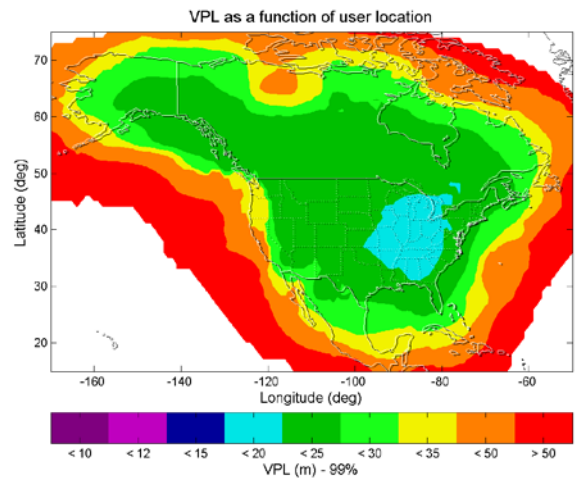 VPL as a function of user location
70
60
50
40
30
20
Latitude (deg)
-160 -140 -120 -100 -80 -60
Longitude (deg)
< 10 < 12 < 15 < 20 < 25 < 30 < 35 < 50 > 50
VPL (m) - 99%